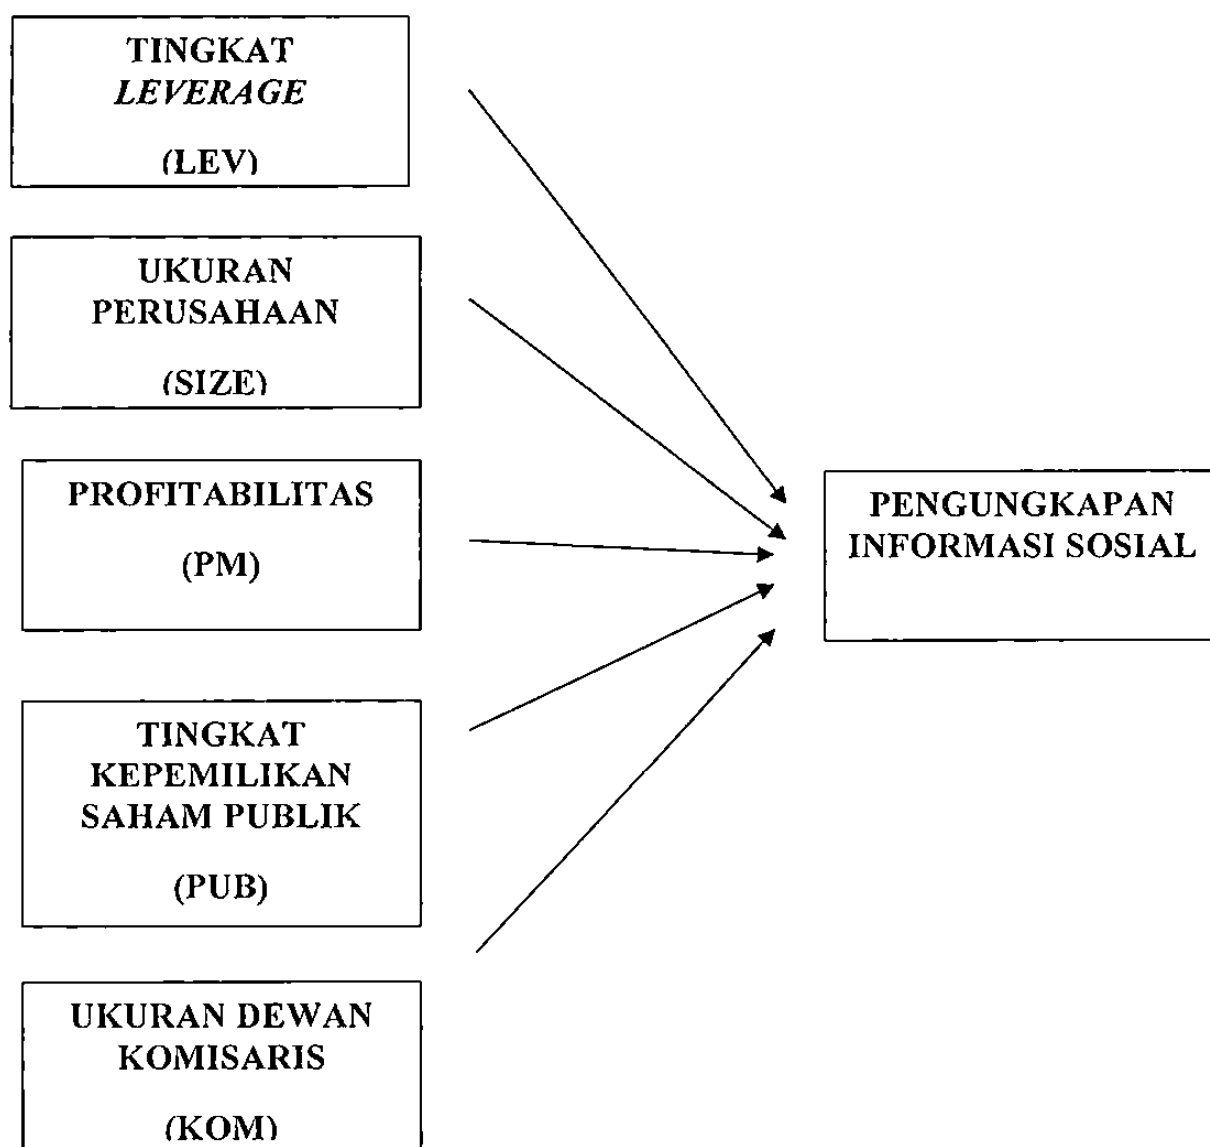 TINGKAT
LEVERAGE
(LEV)
UKURAN
PERUSAHAAN
(SIZE)
PROFITABILITAS
(PM)
TINGKAT
KEPEMILIKAN
SAHAM PUBLIK
(PUB)
UKURAN DEWAN
KOMISARIS
(KOM)
PENGUNGKAPAN
INFORMASI SOSIAL